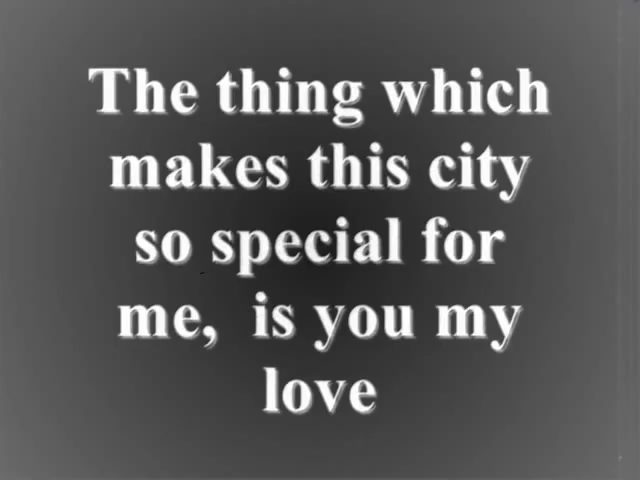 The thing which
makes this city
so special for
me,  is you my
love